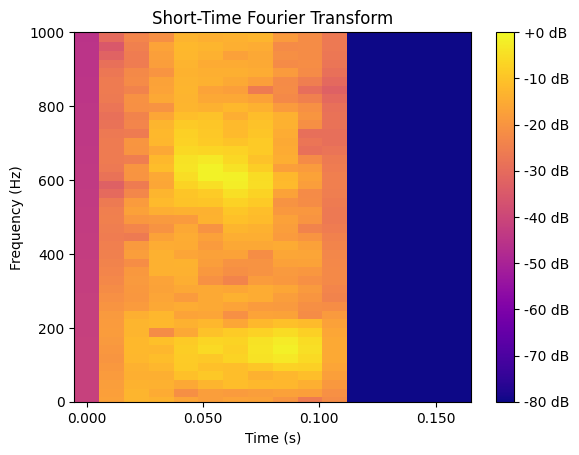 Short-Time Fourier Transform
1000
800
600
400
200
0
Frequency (Hz)
0.000
0.050
0.100
0.150
Time (s)
+0 dB
-10 dB
-20 dB
-30 dB
-40 dB
-50 dB
-60 dB
-70 dB
-80 dB